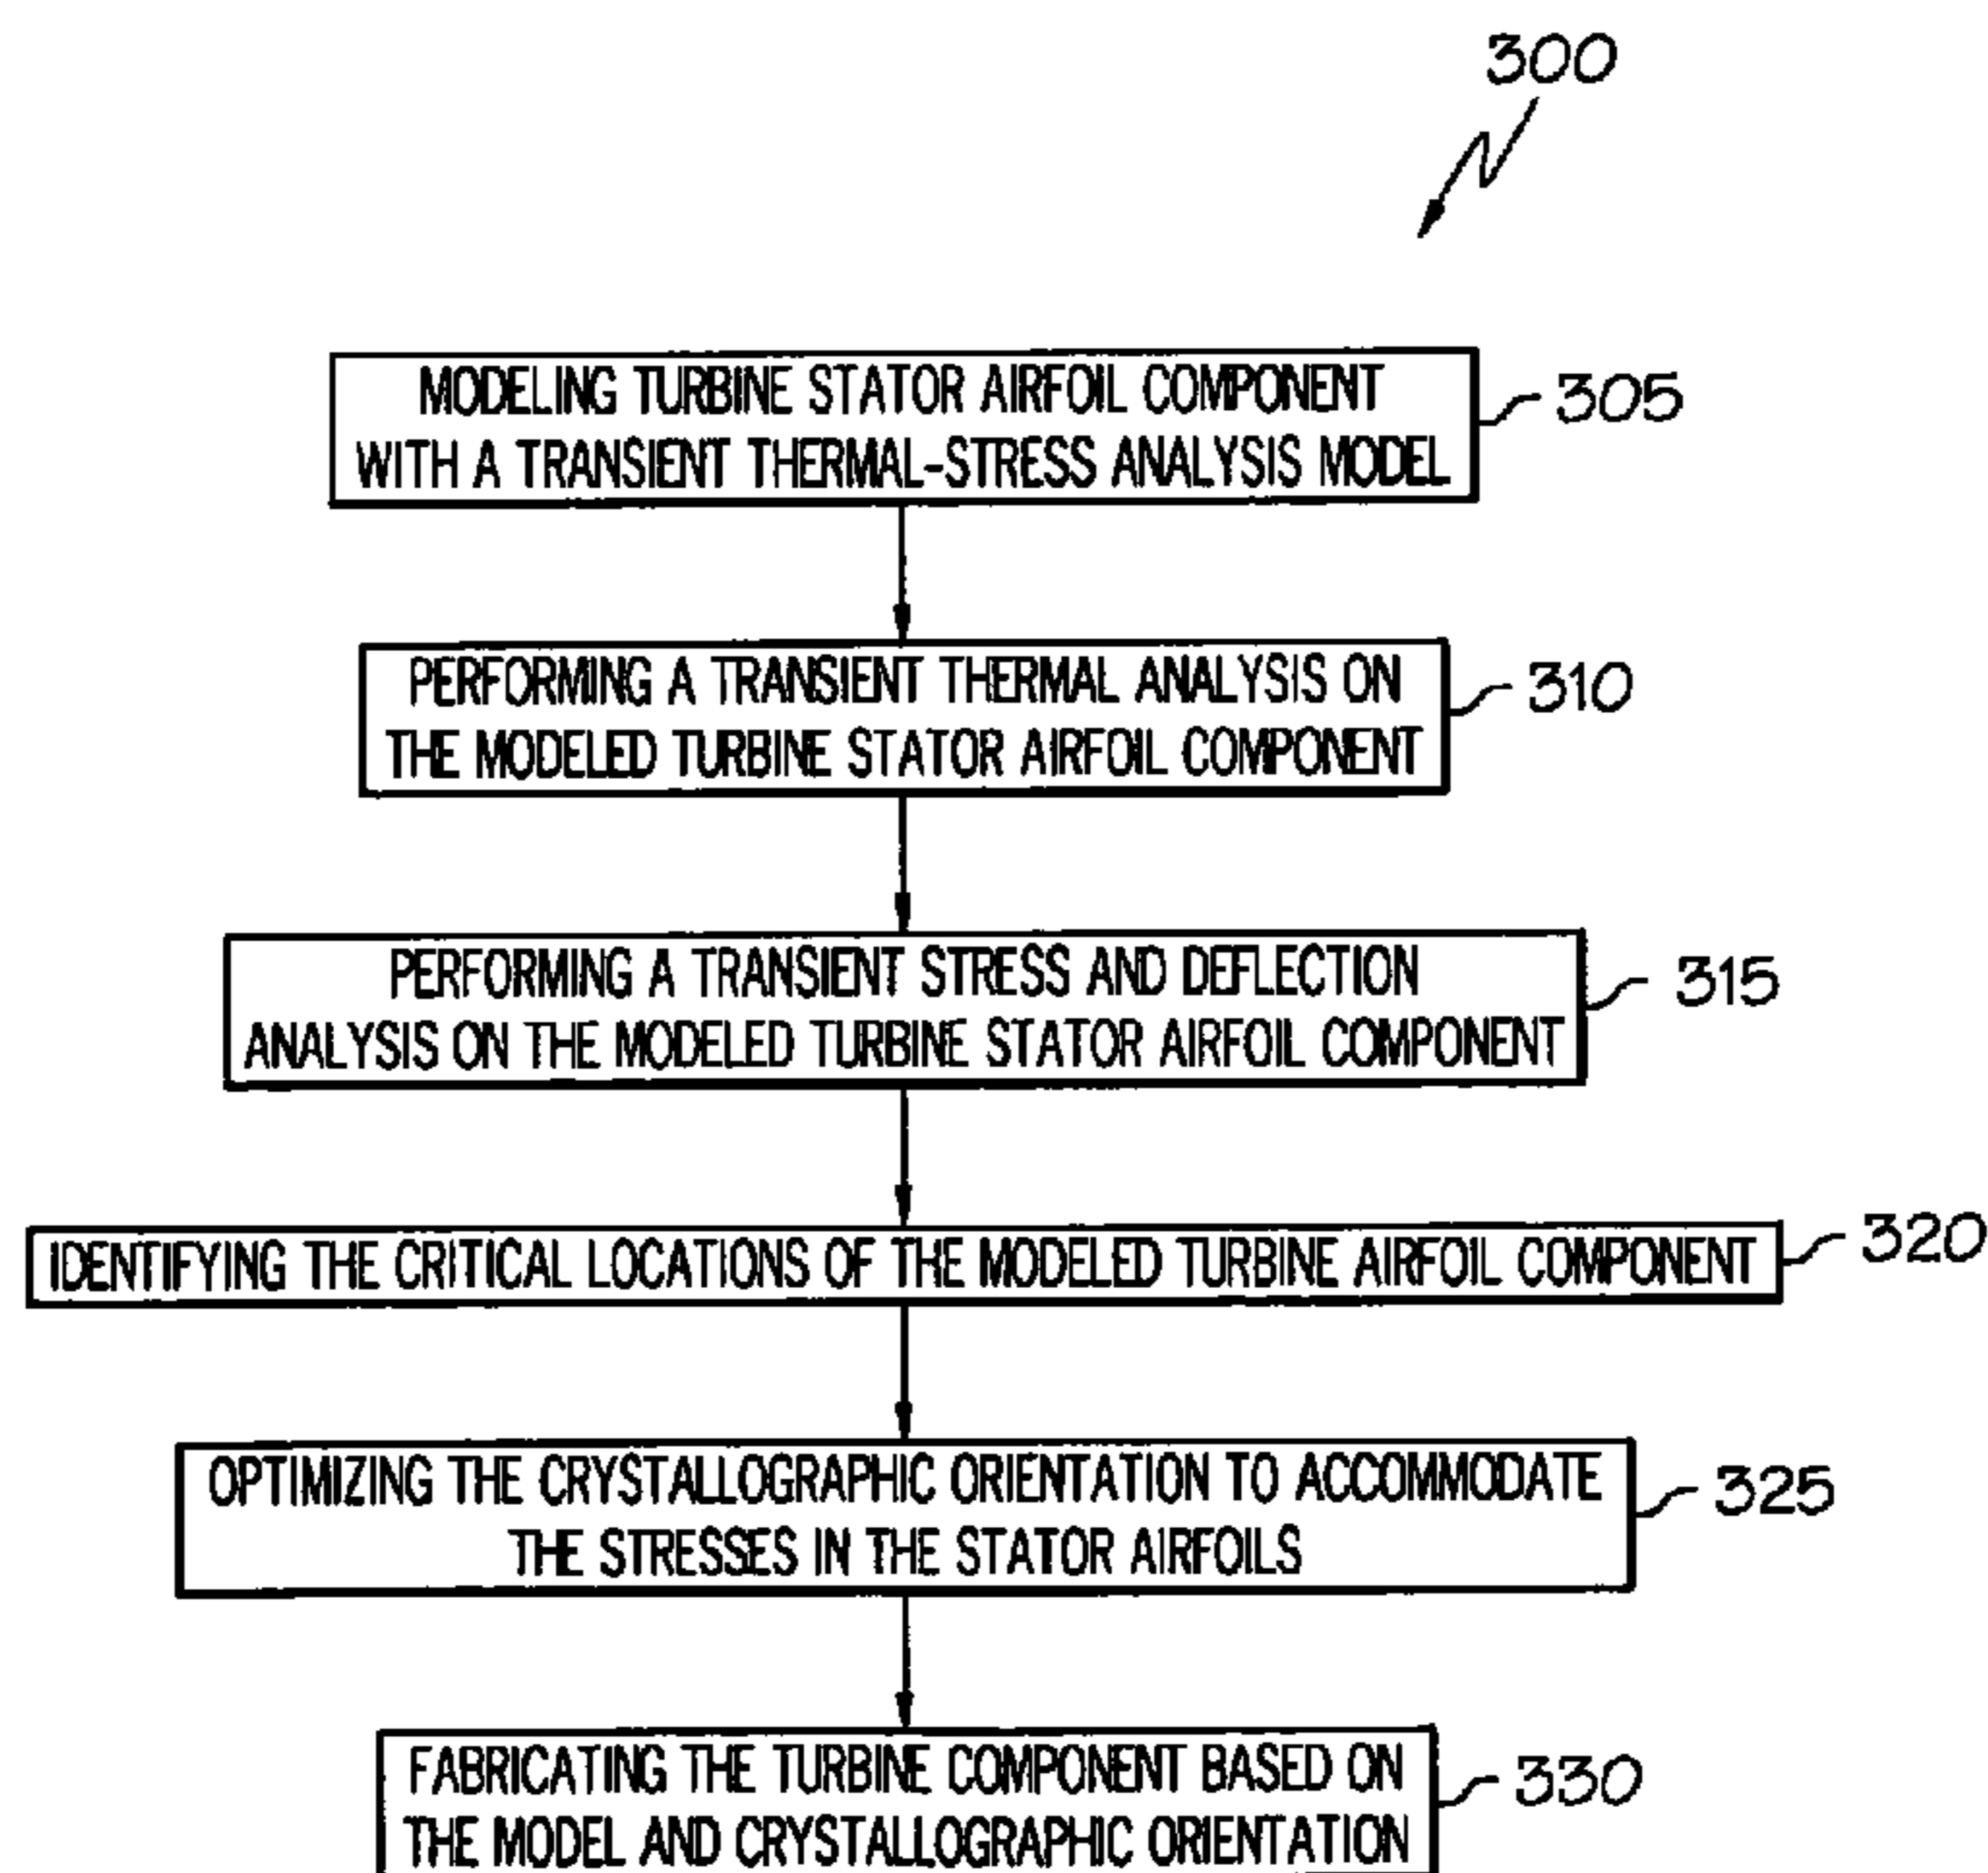 300
MODELING TURBINE STATOR AIRFOIL COMPONENT
WITH A TRANSIENT THERMAL-STRESS ANALYSIS MODEL
305
PERFORMING A TRANSIENT THERMAL ANALYSIS ON
THE MODELED TURBINE STATOR AIRFOIL COMPONENT
310
PERFORMING A TRANSIENT STRESS AND DEFLECTION
ANALYSIS ON THE MODELED TURBINE STATOR AIRFOIL COMPONENT
315
IDENTIFYING THE CRITICAL LOCATIONS OF THE MODELED TURBINE AIRFOIL COMPONENT
320
OPTIMIZING THE CRYSTALLOGRAPHIC ORIENTATION TO ACCOMMODATE
THE STRESSES IN THE STATOR AIRFOILS
325
FABRICATING THE TURBINE COMPONENT BASED ON
THE MODEL AND CRYSTALLOGRAPHIC ORIENTATION
330